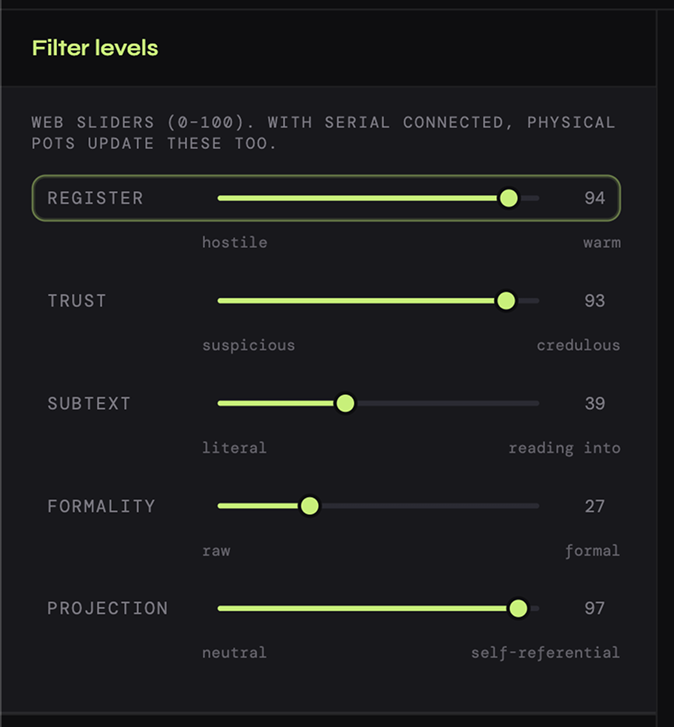 Filter levels
WEB SLIDERS (0-100). WITH SERIAL CONNECTED, PHYSICAL
POTS UPDATE THESE TOO.
REGISTER 94
hostile warm
TRUST 93
suspicious credulous
SUBTEXT 39
literal reading into
FORMALITY 27
raw formal
PROJECTION 97
neutral self-referential